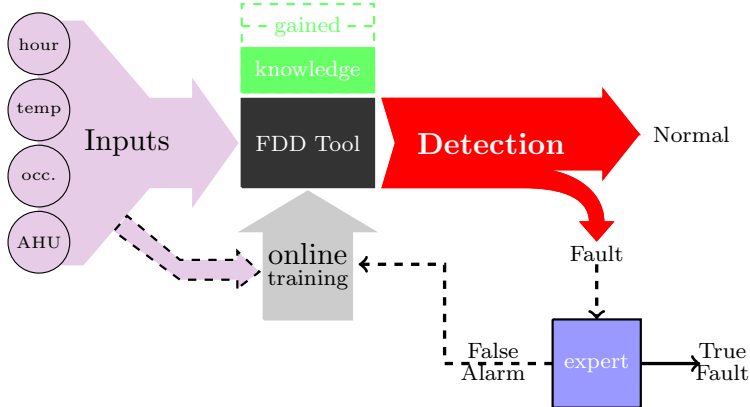 hour
temp
occ.
AHU
Inputs
gained
knowledge
FDD Tool
Detection
Normal
online
training
Fault
False
Alarm
expert
True
Fault